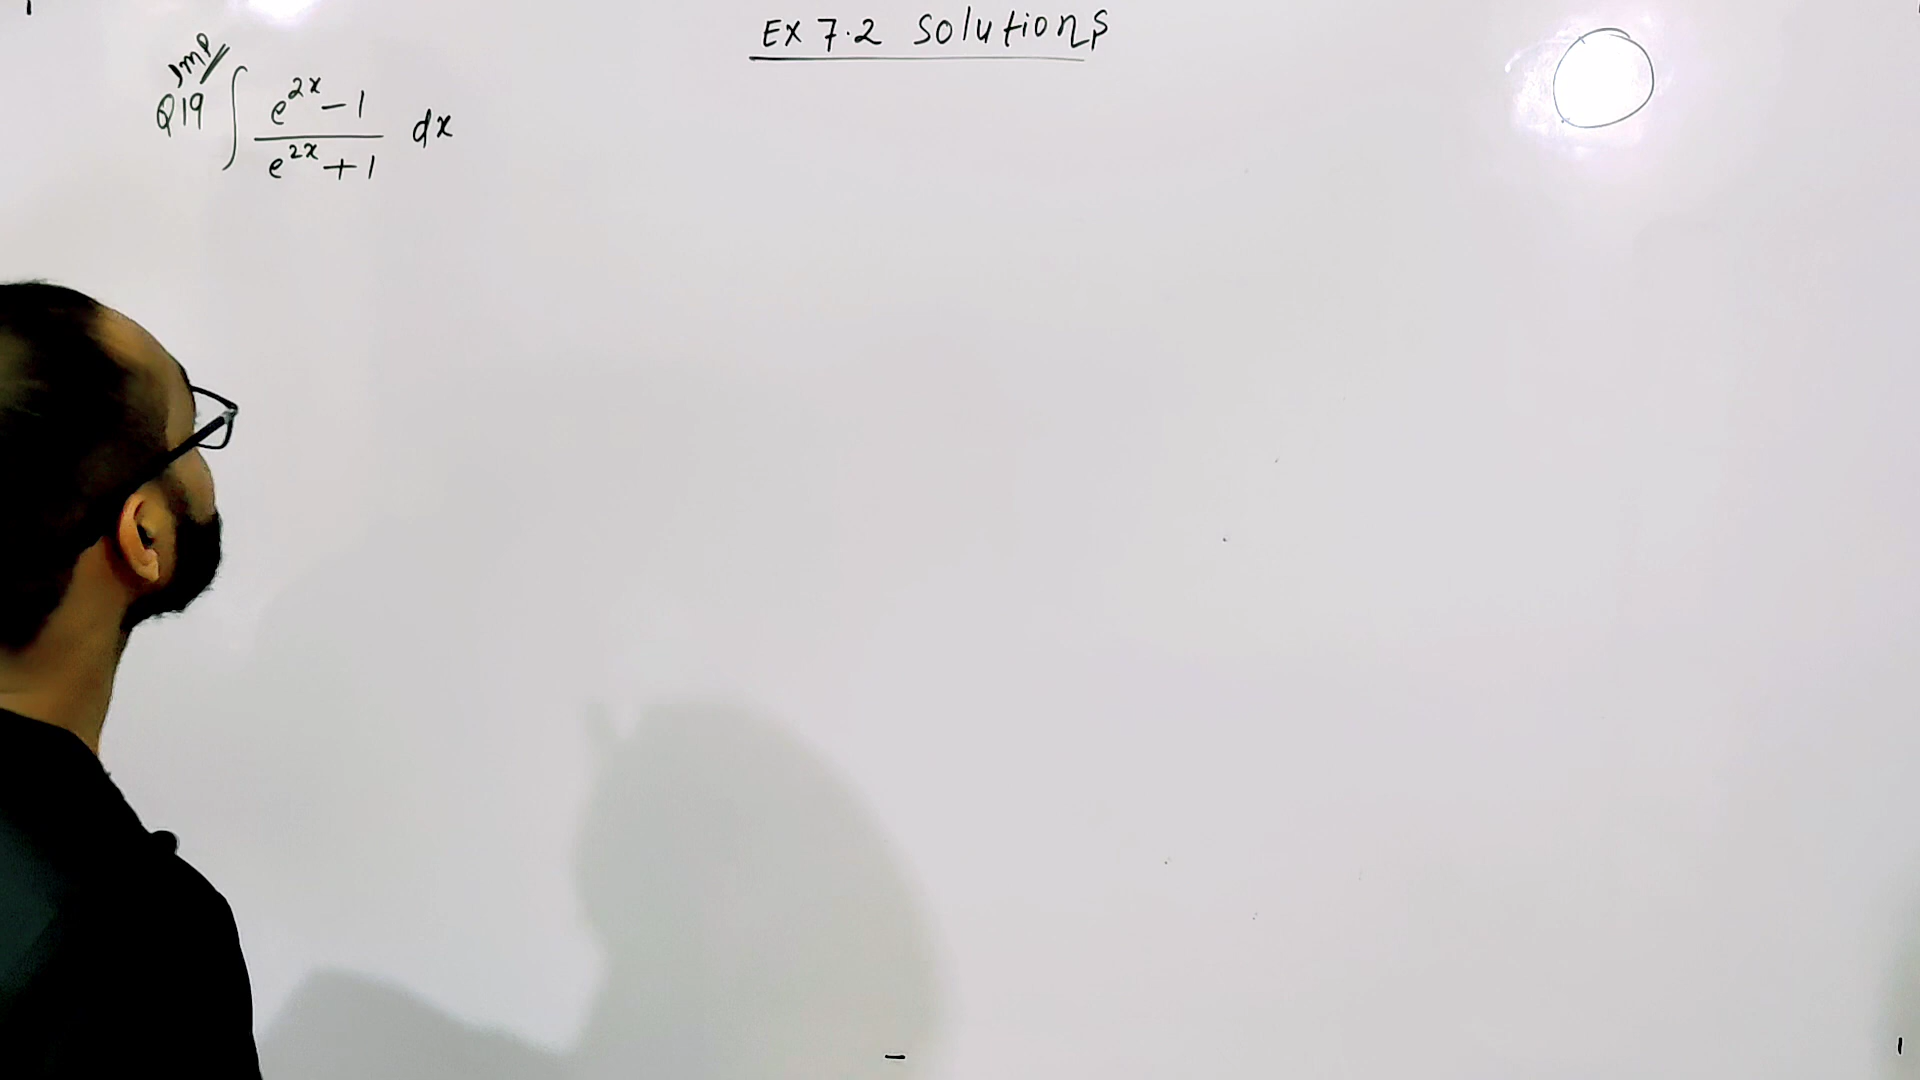 Ex 7.2 Solutions
Imp
Q19 ∫ (e^{2x} - 1)/(e^{2x} + 1) dx